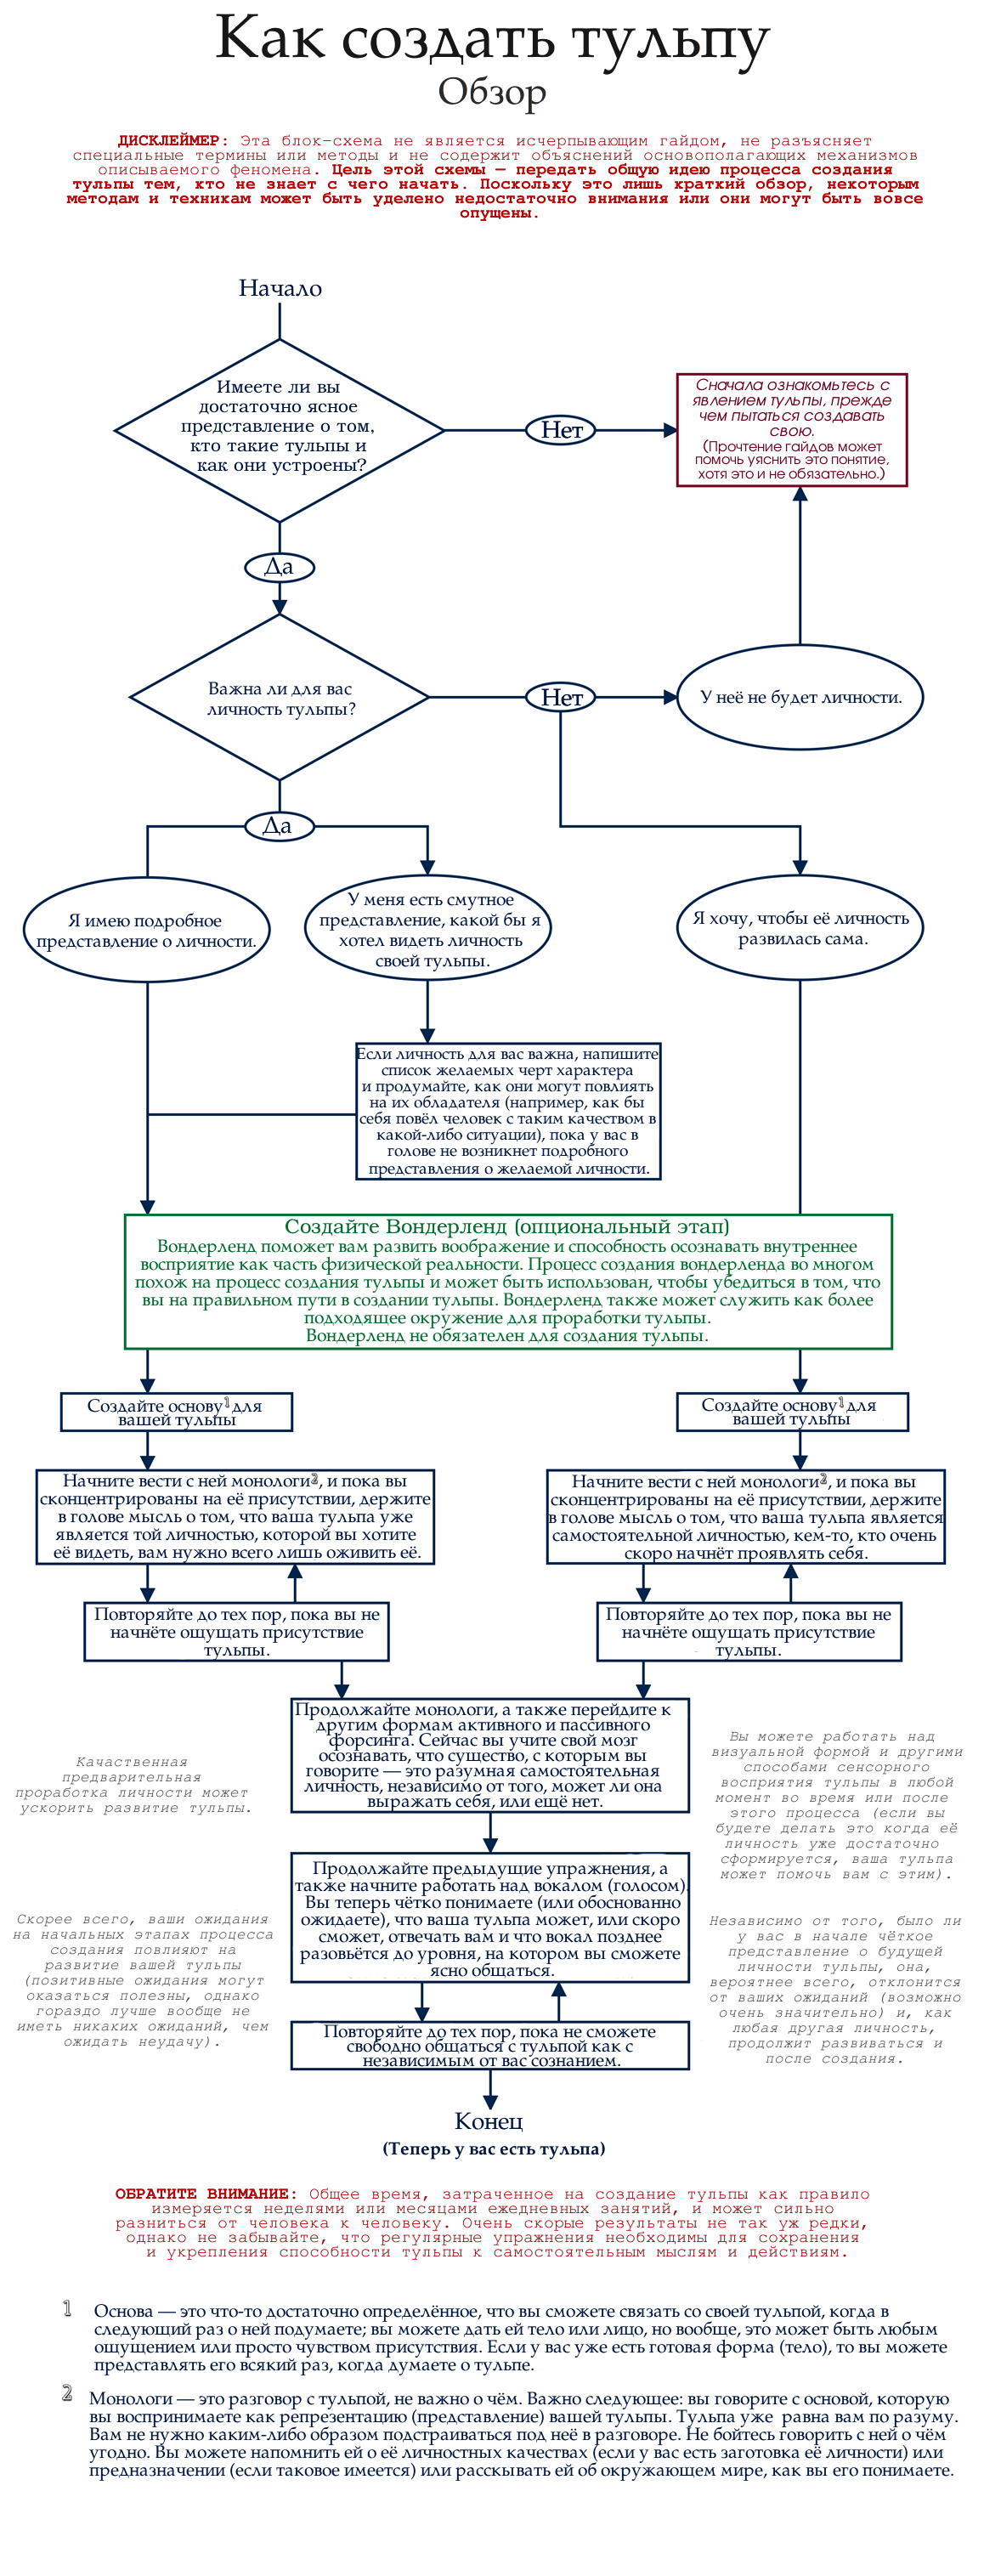 Как создать тульпу
Обзор
ДИСКЛЕЙМЕР: Эта блок-схема не является исчерпывающим гайдом, не разъясняет
специальные термины или методы и не содержит объяснений основополагающих механизмов
описываемого феномена. Цель этой схемы — передать общую идею процесса создания
тульпы тем, кто не знает с чего начать. Поскольку это лишь краткий обзор, некоторым
методам и техникам может быть уделено недостаточно внимания или они могут быть вовсе
опущены.
Начало
Имеете ли вы
достаточно ясное
представление о том,
кто такие тульпы и
как они устроены?
Нет
Сначала ознакомьтесь с
явлением тульпы, прежде
чем пытаться создавать
свою.
(Прочтение гайдов может
помочь уяснить это понятие,
хотя это и не обязательно.)
Да
Важна ли для вас
личность тульпы?
Нет
У неё не будет личности.
Да
Я имею подробное
представление о личности.
У меня есть смутное
представление, какой бы я
хотел видеть личность
своей тульпы.
Я хочу, чтобы её личность
развилась сама.
Если личность для вас важна, напишите
список желаемых черт характера
и продумайте, как они могут повлиять
на их обладателя (например, как бы
себя повёл человек с таким качеством в
какой-либо ситуации), пока у вас в
голове не возникнет подробного
представления о желаемой личности.
Создайте Вондерленд (опциональный этап)
Вондерленд поможет вам развить воображение и способность осознавать внутреннее
восприятие как часть физической реальности. Процесс создания вондерленда во многом
похож на процесс создания тульпы и может быть использован, чтобы убедиться в том, что
вы на правильном пути в создании тульпы. Вондерленд также может служить как более
подходящее окружение для проработки тульпы.
Вондерленд не обязателен для создания тульпы.
Создайте основу1 для
вашей тульпы
Создайте основу1 для
вашей тульпы
Начните вести с ней монологи2, и пока вы
сконцентрированы на её присутствии, держите
в голове мысль о том, что ваша тульпа уже
является той личностью, которой вы хотите
её видеть, вам нужно всего лишь оживить её.
Начните вести с ней монологи2, и пока вы
сконцентрированы на её присутствии, держите
в голове мысль о том, что ваша тульпа является
самостоятельной личностью, кем-то, кто очень
скоро начнёт проявлять себя.
Повторяйте до тех пор, пока вы не
начнёте ощущать присутствие
тульпы.
Повторяйте до тех пор, пока вы не
начнёте ощущать присутствие
тульпы.
Продолжайте монологи, а также перейдите к
другим формам активного и пассивного
форсинга. Сейчас вы учите свой мозг
осознавать, что существо, с которым вы
говорите — это разумная самостоятельная
личность, независимо от того, может ли она
выражать себя, или ещё нет.
Качаственная
предварительная
проработка личности может
ускорить развитие тульпы.
Вы можете работать над
визуальной формой и другими
способами сенсорного
восприятия тульпы в любой
момент во время или после
этого процесса (если вы
будете делать это когда её
личность уже достаточно
сформируется, ваша тульпа
может помочь вам с этим).
Продолжайте предыдущие упражнения, а
также начните работать над вокалом (голосом).
Вы теперь чётко понимаете (или обоснованно
ожидаете), что ваша тульпа может, или скоро
сможет, отвечать вам и что вокал позднее
разовьётся до уровня, на котором вы сможете
ясно общаться.
Скорее всего, ваши ожидания
на начальных этапах процесса
создания повлияют на
развитие вашей тульпы
(позитивные ожидания могут
оказаться полезны, однако
гораздо лучше вообще не
иметь никаких ожиданий, чем
ожидать неудачу).
Независимо от того, было ли
у вас в начале чёткое
представление о будущей
личности тульпы, она,
вероятнее всего, отклонится
от ваших ожиданий (возможно
очень значительно) и, как
любая другая личность,
продолжит развиваться и
после создания.
Повторяйте до тех пор, пока не сможете
свободно общаться с тульпой как с
независимым от вас сознанием.
Конец
(Теперь у вас есть тульпа)
ОБРАТИТЕ ВНИМАНИЕ: Общее время, затраченное на создание тульпы как правило
измеряется неделями или месяцами ежедневных занятий, и может сильно
разниться от человека к человеку. Очень скорые результаты не так уж редки,
однако не забывайте, что регулярные упражнения необходимы для сохранения
и укрепления способности тульпы к самостоятельным мыслям и действиям.
1 Основа — это что-то достаточно определённое, что вы сможете связать со своей тульпой, когда в
следующий раз о ней подумаете; вы можете дать ей тело или лицо, но вообще, это может быть любым
ощущением или просто чувством присутствия. Если у вас уже есть готовая форма (тело), то вы можете
представлять его всякий раз, когда думаете о тульпе.
2 Монологи — это разговор с тульпой, не важно о чём. Важно следующее: вы говорите с основой, которую
вы воспринимаете как репрезентацию (представление) вашей тульпы. Тульпа уже равна вам по разуму.
Вам не нужно каким-либо образом подстраиваться под неё в разговоре. Не бойтесь говорить с ней о чём
угодно. Вы можете напомнить ей о её личностных качествах (если у вас есть заготовка её личности) или
предназначении (если таковое имеется) или расскывать ей об окружающем мире, как вы его понимаете.